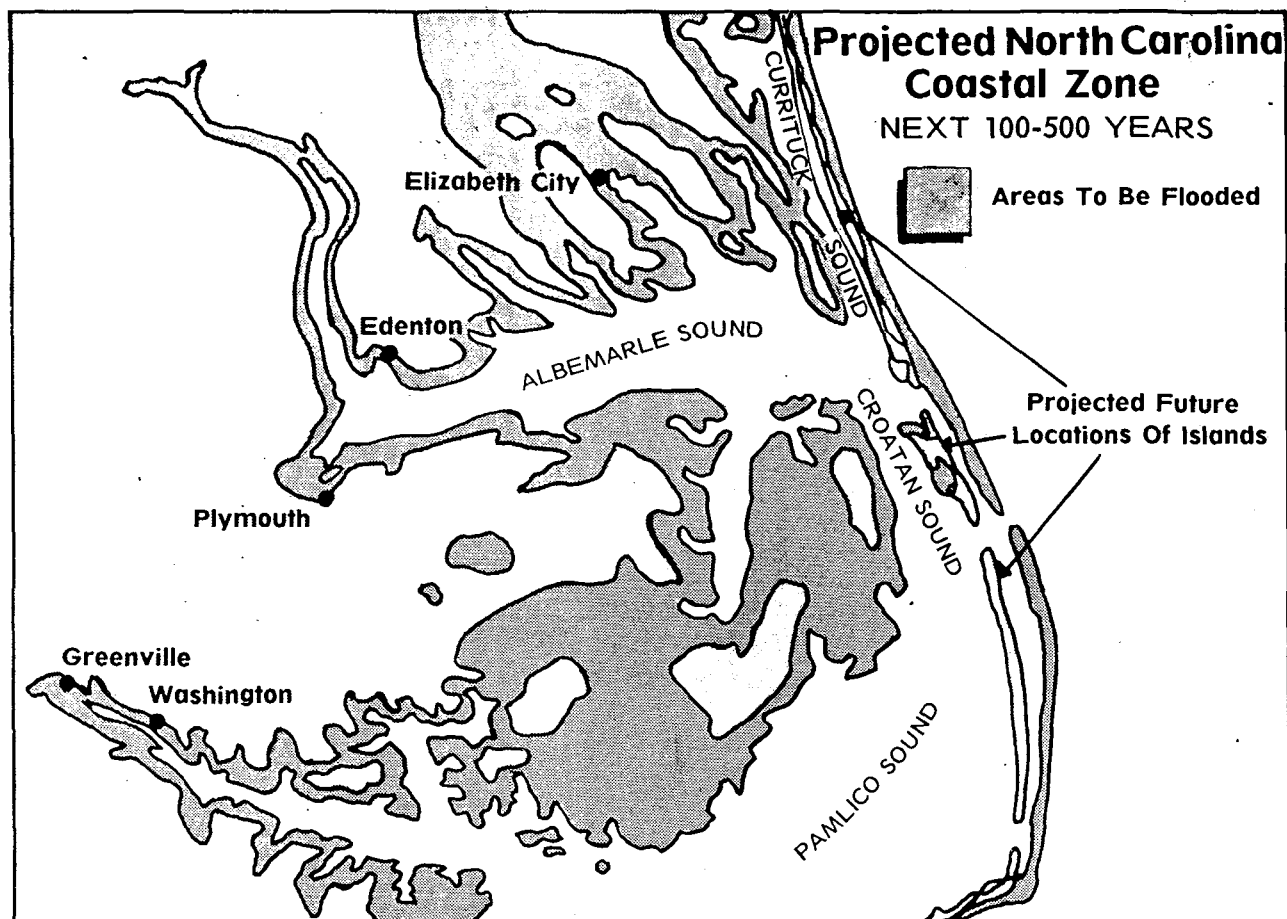 Projected North Carolina
Coastal Zone
NEXT 100-500 YEARS
Areas To Be Flooded
CURRITUCK
SOUND
Elizabeth City
Edenton
ALBEMARLE SOUND
CROATAN SOUND
Projected Future
Locations Of Islands
Plymouth
Greenville
Washington
PAMLICO SOUND